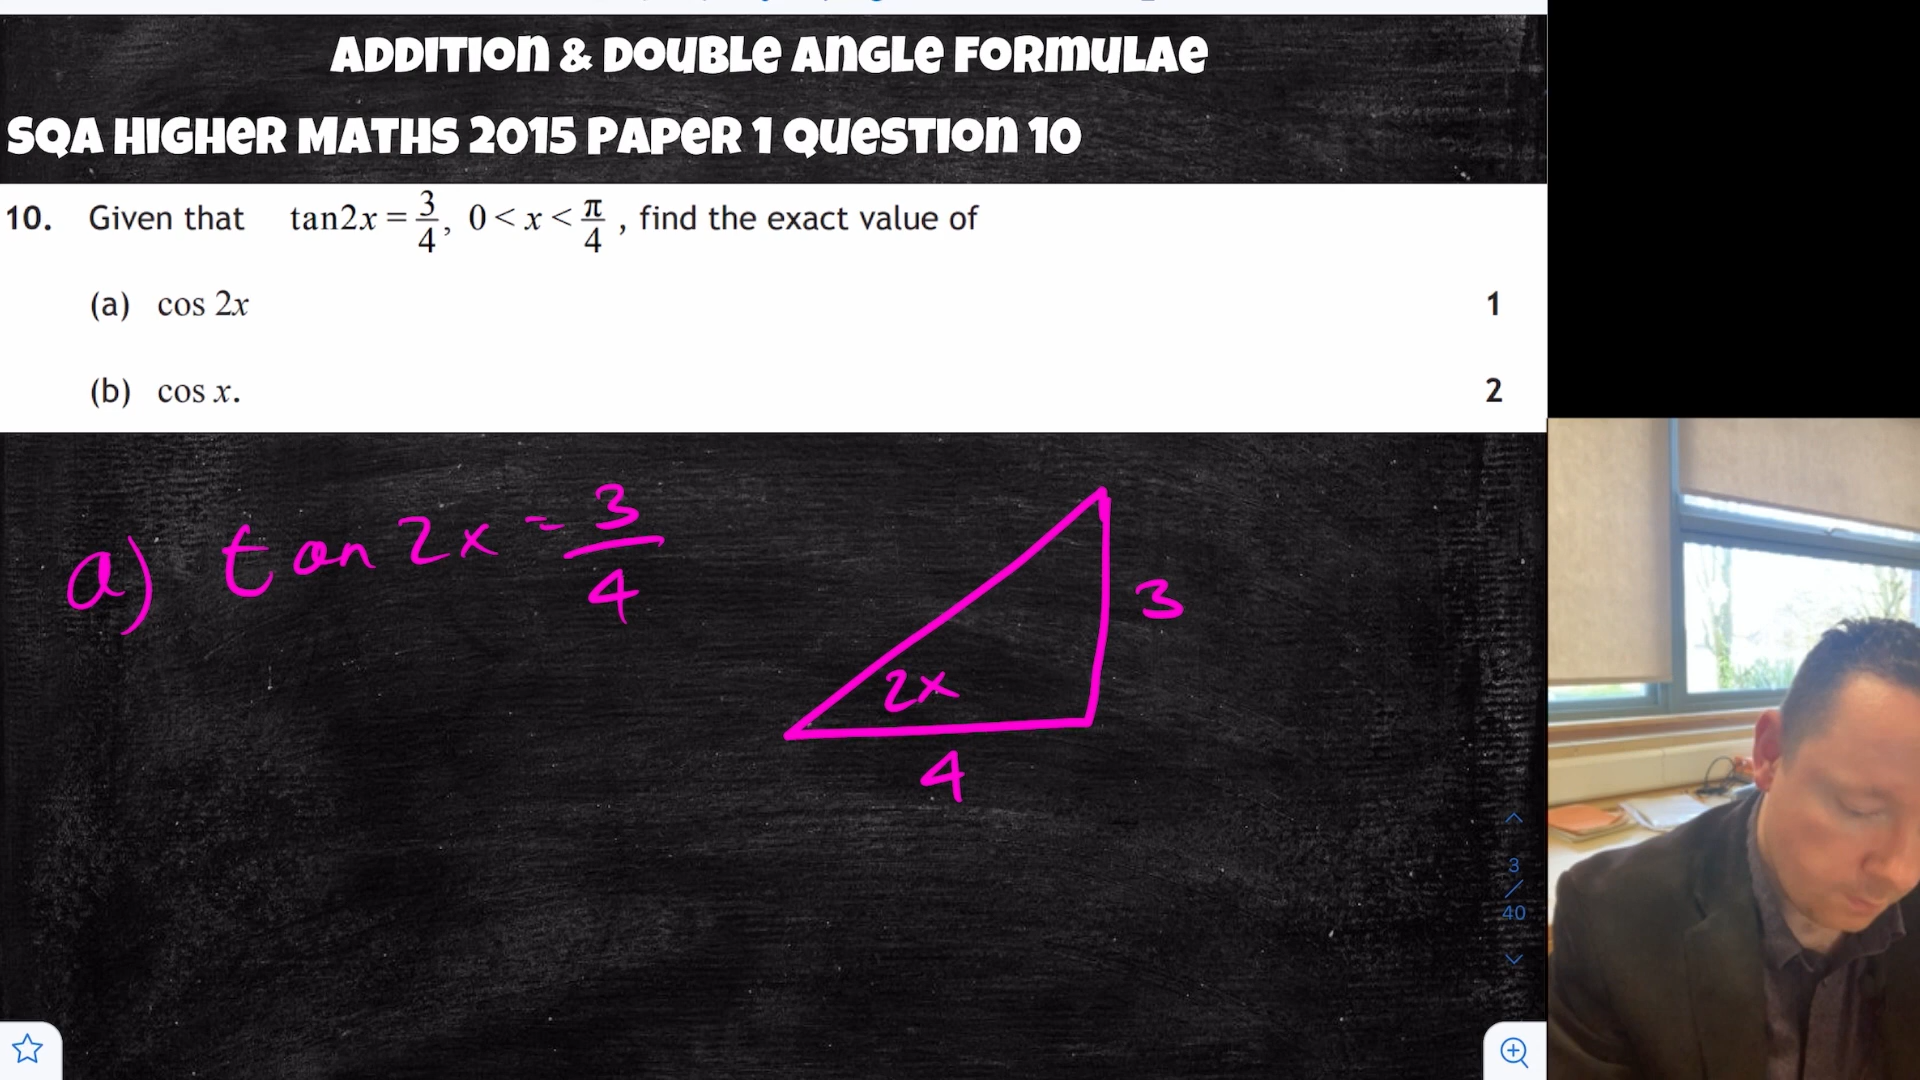 ADDITION & DOUBLE ANGLE FORMULAE
SQA HIGHER MATHS 2015 PAPER 1 QUESTION 10
10. Given that tan2x = 3/4, 0 < x < π/4 , find the exact value of
(a) cos 2x 1
(b) cos x. 2
a) tan 2x = 3/4
3
2x
4
3
/
40